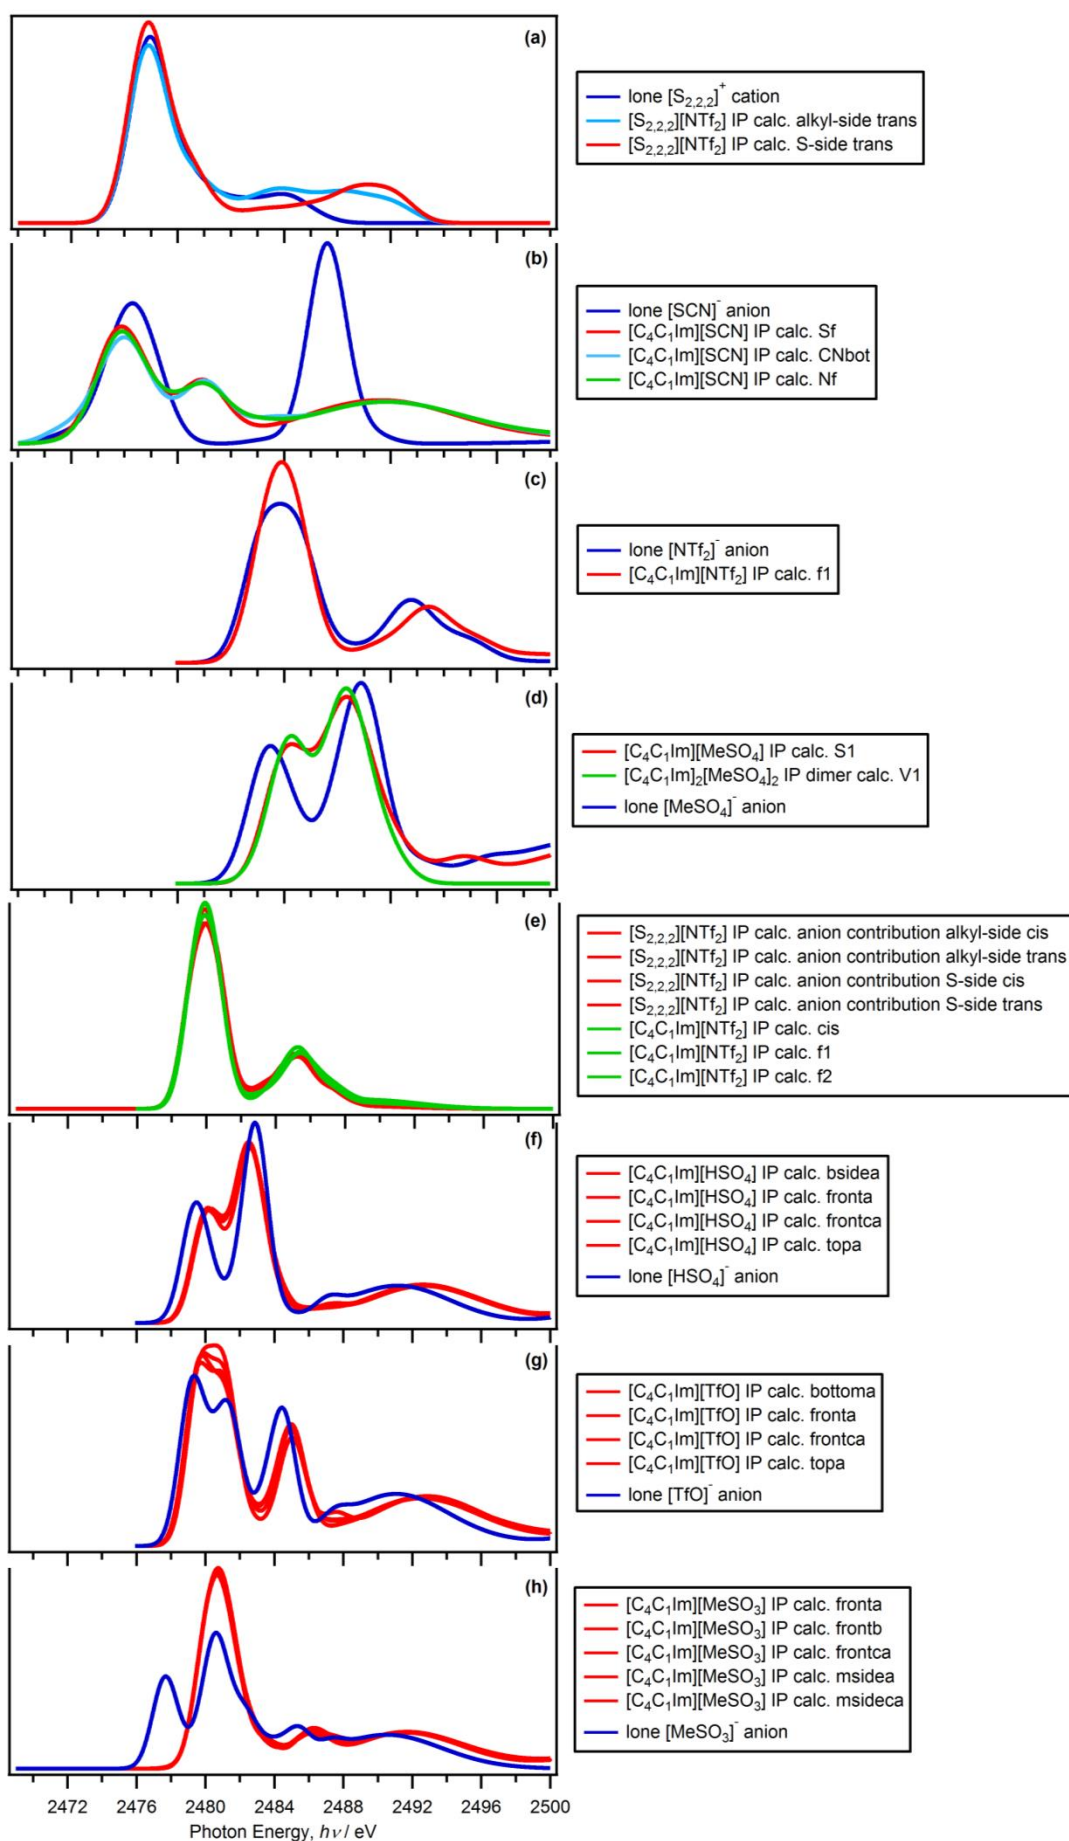 (a)
lone [S₂,₂,₂]⁺ cation
[S₂,₂,₂][NTf₂] IP calc. alkyl-side trans
[S₂,₂,₂][NTf₂] IP calc. S-side trans
(b)
lone [SCN]⁻ anion
[C₄C₁Im][SCN] IP calc. Sf
[C₄C₁Im][SCN] IP calc. CNbot
[C₄C₁Im][SCN] IP calc. Nf
(c)
lone [NTf₂]⁻ anion
[C₄C₁Im][NTf₂] IP calc. f1
(d)
[C₄C₁Im][MeSO₄] IP calc. S1
[C₄C₁Im]₂[MeSO₄]₂ IP dimer calc. V1
lone [MeSO₄]⁻ anion
(e)
[S₂,₂,₂][NTf₂] IP calc. anion contribution alkyl-side cis
[S₂,₂,₂][NTf₂] IP calc. anion contribution alkyl-side trans
[S₂,₂,₂][NTf₂] IP calc. anion contribution S-side cis
[S₂,₂,₂][NTf₂] IP calc. anion contribution S-side trans
[C₄C₁Im][NTf₂] IP calc. cis
[C₄C₁Im][NTf₂] IP calc. f1
[C₄C₁Im][NTf₂] IP calc. f2
(f)
[C₄C₁Im][HSO₄] IP calc. bsidea
[C₄C₁Im][HSO₄] IP calc. fronta
[C₄C₁Im][HSO₄] IP calc. frontca
[C₄C₁Im][HSO₄] IP calc. topa
lone [HSO₄]⁻ anion
(g)
[C₄C₁Im][TfO] IP calc. bottoma
[C₄C₁Im][TfO] IP calc. fronta
[C₄C₁Im][TfO] IP calc. frontca
[C₄C₁Im][TfO] IP calc. topa
lone [TfO]⁻ anion
(h)
[C₄C₁Im][MeSO₃] IP calc. fronta
[C₄C₁Im][MeSO₃] IP calc. frontb
[C₄C₁Im][MeSO₃] IP calc. frontca
[C₄C₁Im][MeSO₃] IP calc. msidea
[C₄C₁Im][MeSO₃] IP calc. msideca
lone [MeSO₃]⁻ anion
2472 2476 2480 2484 2488 2492 2496 2500
Photon Energy, hν / eV